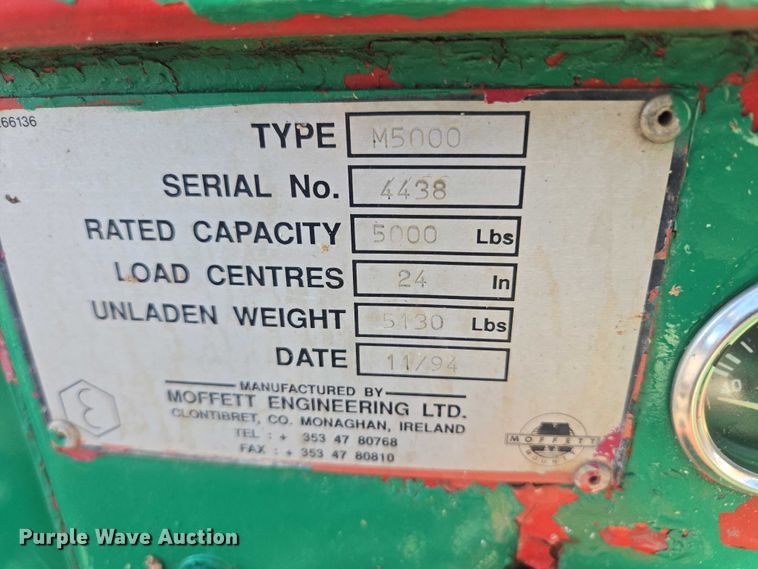 66136
TYPE M5000
SERIAL No. 4438
RATED CAPACITY 5000 Lbs
LOAD CENTRES 24 In
UNLADEN WEIGHT 5130 Lbs
DATE 11/94
MANUFACTURED BY
MOFFETT ENGINEERING LTD.
CLONTIBRET, CO. MONAGHAN, IRELAND
TEL : + 353 47 80768
FAX : + 353 47 80810
MOFFETT
Purple Wave Auction